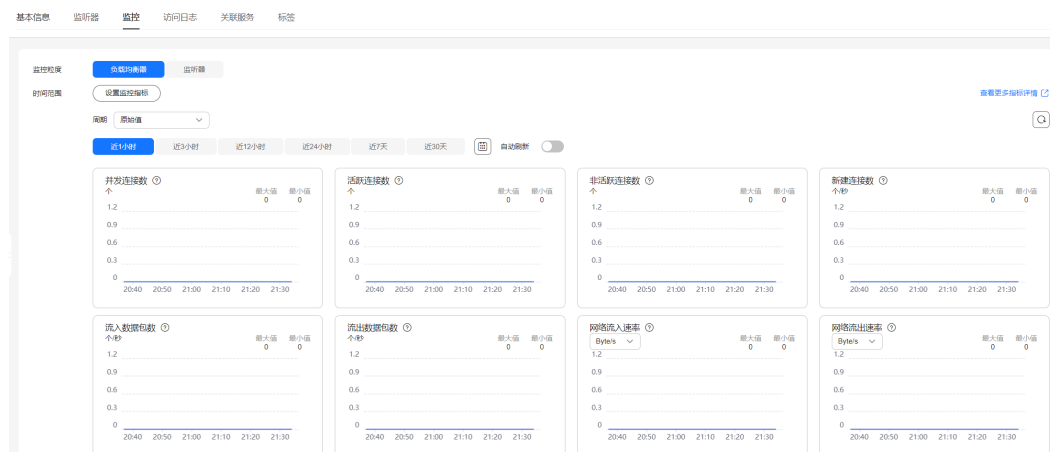 基本信息 监听器 监控 访问日志 关联服务 标签
监控粒度 负载均衡器 监听器
时间范围 设置监控指标 查看更多指标详情
周期 原始值
近1小时 近3小时 近12小时 近24小时 近7天 近30天 自动刷新
并发连接数 活跃连接数 非活跃连接数 新建连接数
个 最大值 最小值 个 最大值 最小值 个 最大值 最小值 个/秒 最大值 最小值
0 0 0 0 0 0 0 0
1.2 1.2 1.2 1.2
0.9 0.9 0.9 0.9
0.6 0.6 0.6 0.6
0.3 0.3 0.3 0.3
0 0 0 0
20:40 20:50 21:00 21:10 21:20 21:30 20:40 20:50 21:00 21:10 21:20 21:30 20:40 20:50 21:00 21:10 21:20 21:30 20:40 20:50 21:00 21:10 21:20 21:30
流入数据包数 流出数据包数 网络流入速率 网络流出速率
个/秒 最大值 最小值 个/秒 最大值 最小值 Byte/s 最大值 最小值 Byte/s 最大值 最小值
0 0 0 0 0 0 0 0
1.2 1.2 1.2 1.2
0.9 0.9 0.9 0.9
0.6 0.6 0.6 0.6
0.3 0.3 0.3 0.3
0 0 0 0
20:40 20:50 21:00 21:10 21:20 21:30 20:40 20:50 21:00 21:10 21:20 21:30 20:40 20:50 21:00 21:10 21:20 21:30 20:40 20:50 21:00 21:10 21:20 21:30